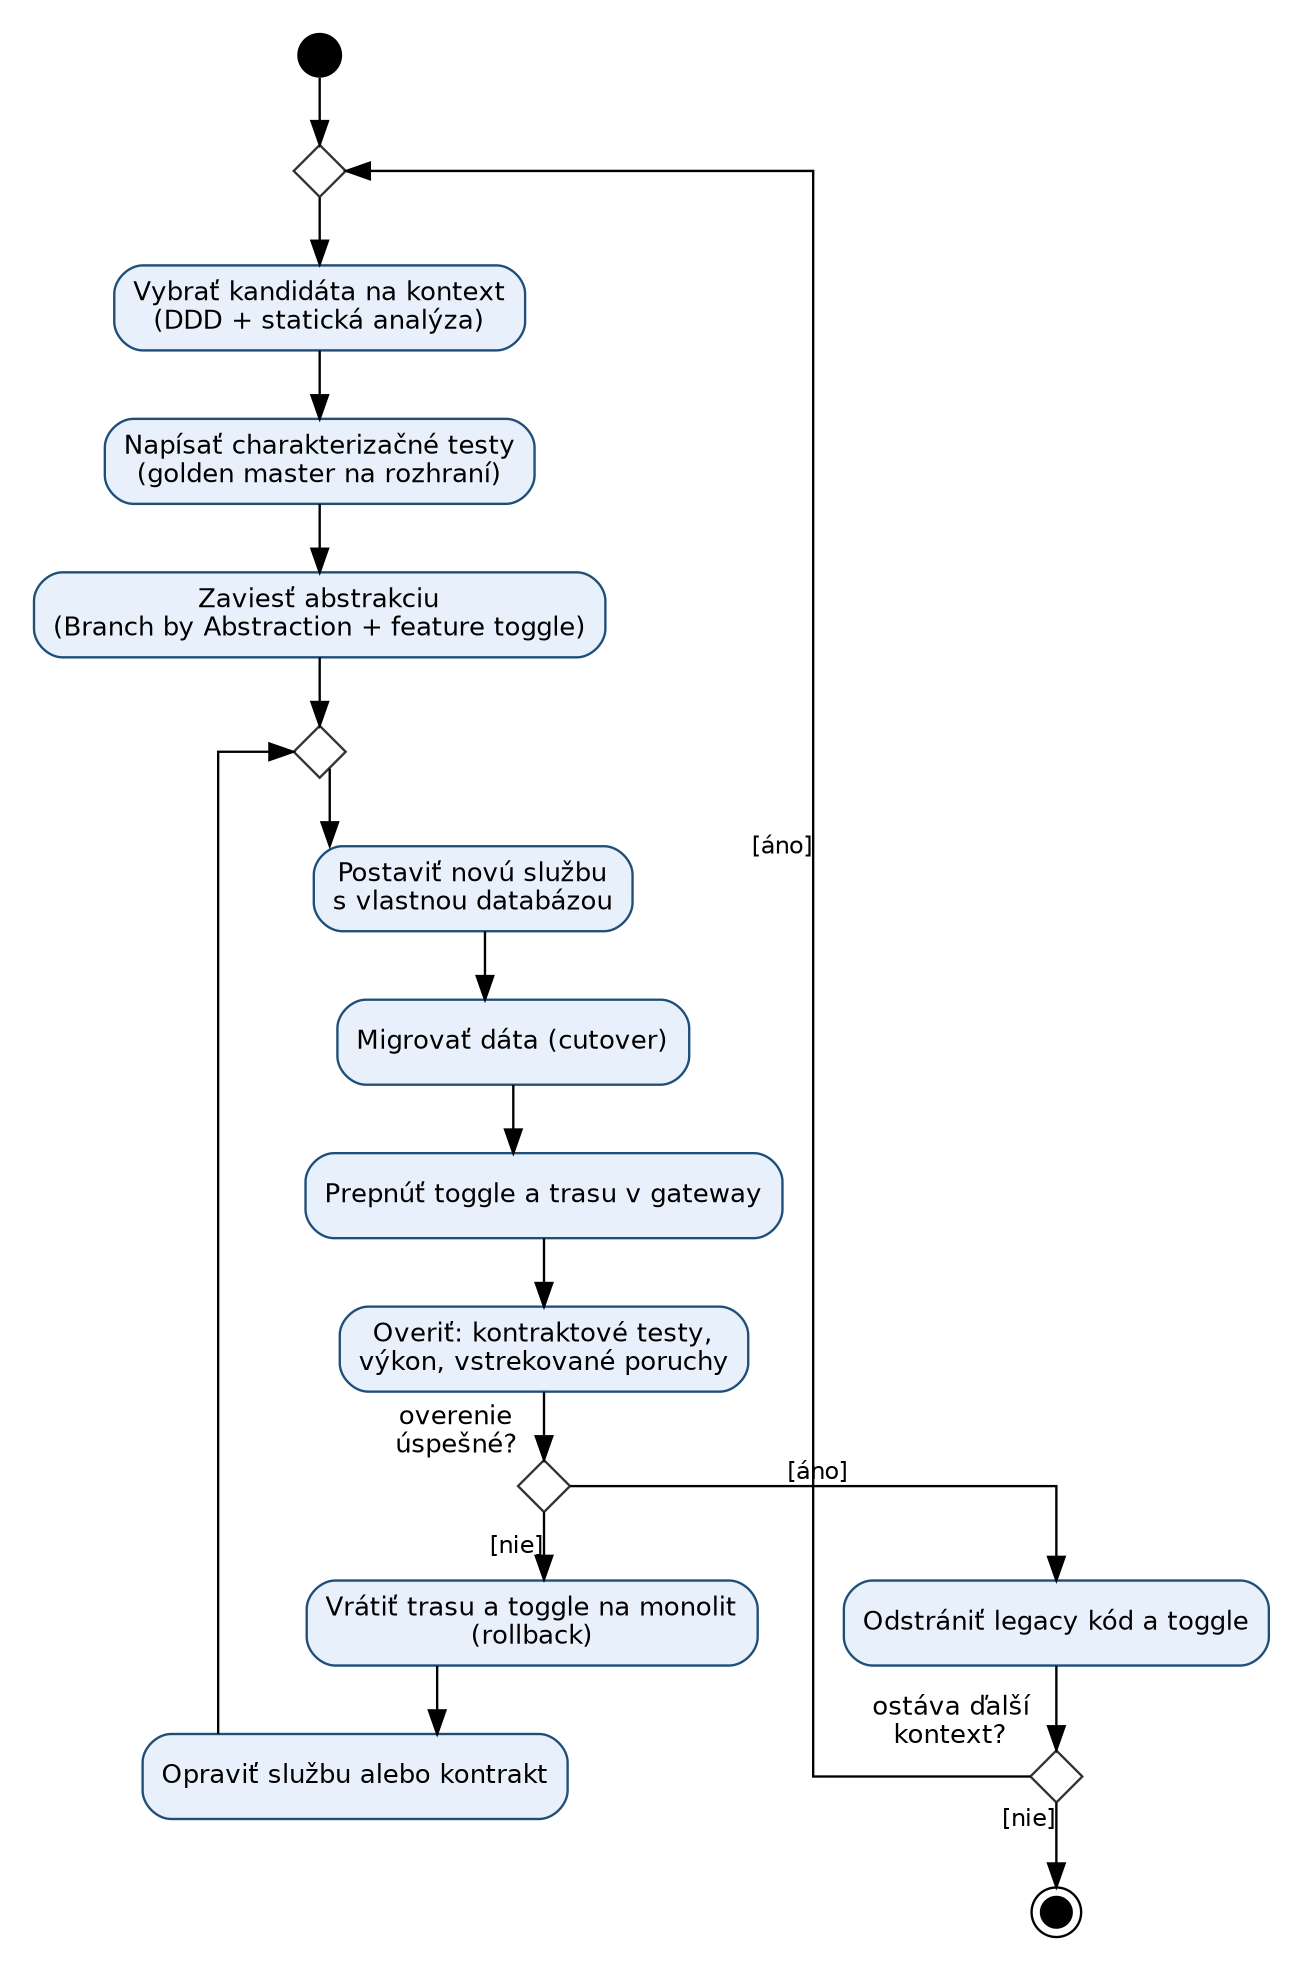 Vybrať kandidáta na kontext
(DDD + statická analýza)
Napísať charakterizačné testy
(golden master na rozhraní)
Zaviesť abstrakciu
(Branch by Abstraction + feature toggle)
[áno]
Postaviť novú službu
s vlastnou databázou
Migrovať dáta (cutover)
Prepnúť toggle a trasu v gateway
Overiť: kontraktové testy,
výkon, vstrekované poruchy
overenie
úspešné?
[áno]
[nie]
Vrátiť trasu a toggle na monolit
(rollback)
Odstrániť legacy kód a toggle
ostáva ďalší
kontext?
Opraviť službu alebo kontrakt
[nie]